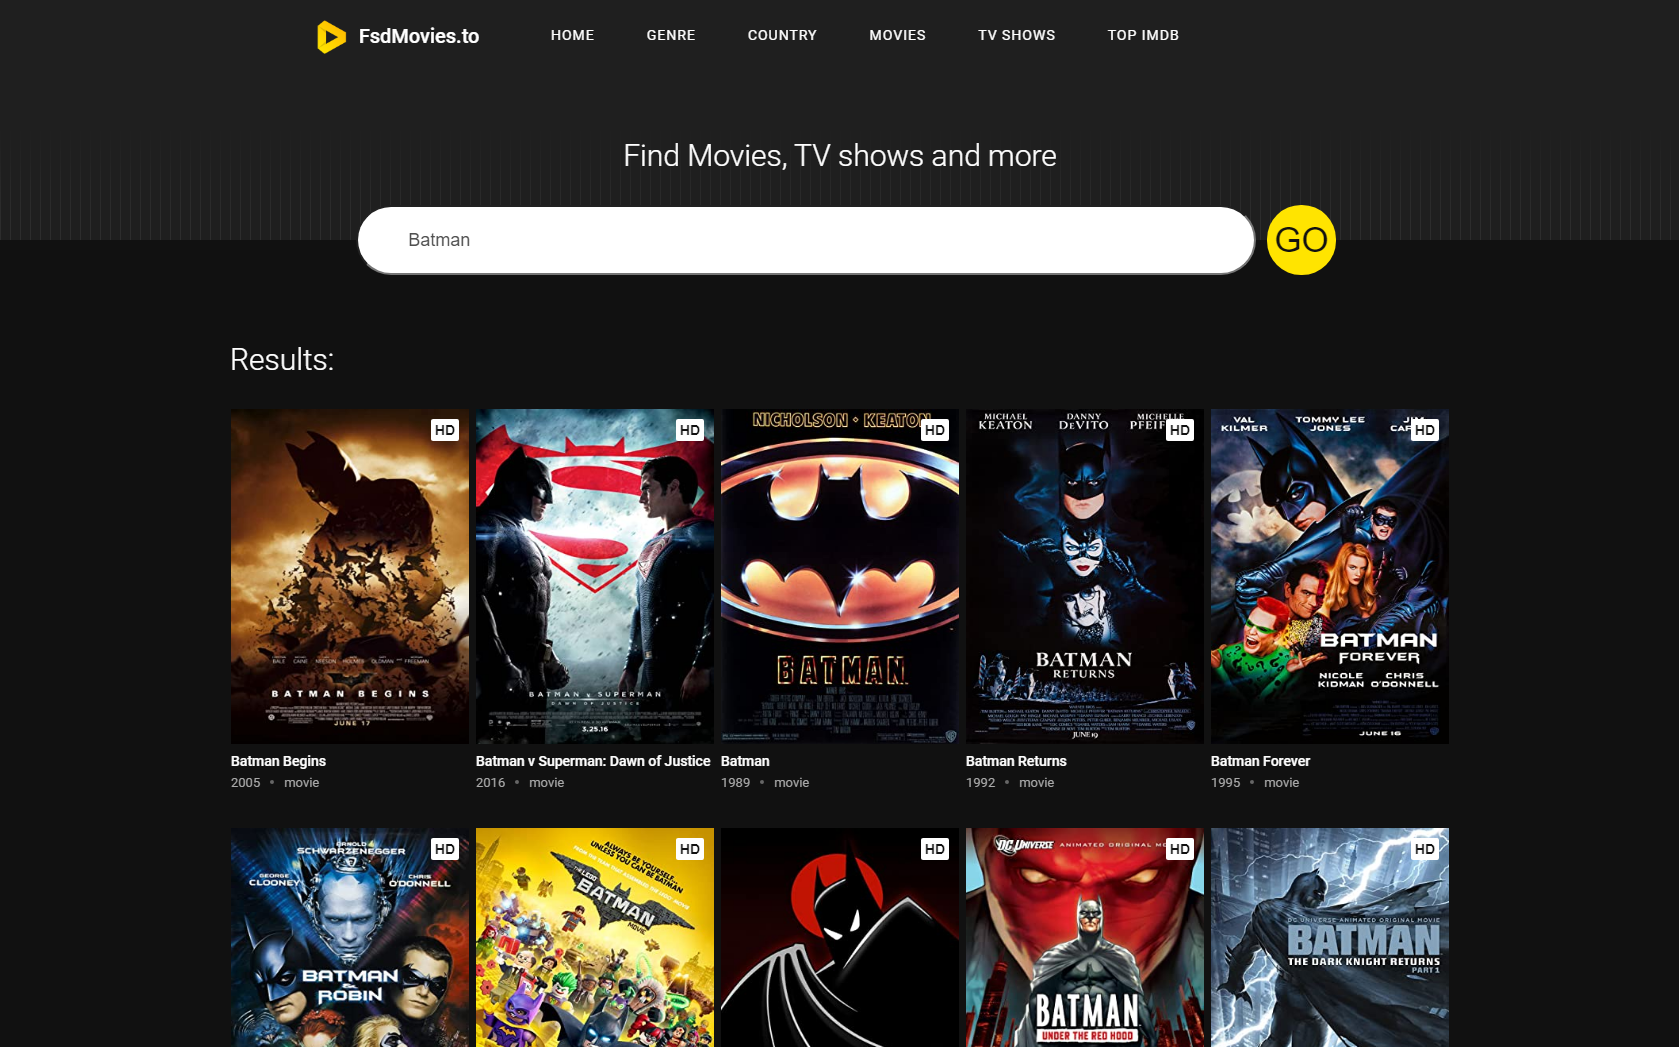 FsdMovies.to
HOME
GENRE
COUNTRY
MOVIES
TV SHOWS
TOP IMDB
Find Movies, TV shows and more
Batman
GO
Results:
HD
BATMAN BEGINS
JUNE 17
Batman Begins
2005 • movie
HD
BATMAN v SUPERMAN
DAWN OF JUSTICE
3.25.16
Batman v Superman: Dawn of Justice
2016 • movie
NICHOLSON • KEATON
HD
BATMAN
Batman
1989 • movie
MICHAEL KEATON
DANNY DEVITO
MICHELLE
HD
BATMAN
RETURNS
JUNE 19
Batman Returns
1992 • movie
VAL KILMER
TOMMY LEE JONES
HD
BATMAN
FOREVER
NICOLE KIDMAN
CHRIS O'DONNELL
JUNE 16
Batman Forever
1995 • movie
HD
ARNOLD
SCHWARZENEGGER
GEORGE CLOONEY
CHRIS O'DONNELL
BATMAN
&
ROBIN
HD
ALWAYS BE YOURSELF...
UNLESS YOU CAN BE BATMAN
THE LEGO
BATMAN
MOVIE
HD
DC UNIVERSE ANIMATED ORIGINAL
HD
BATMAN
UNDER THE RED HOOD
HD
DC UNIVERSE ANIMATED ORIGINAL MOVIE
BATMAN
THE DARK KNIGHT RETURNS
PART 1